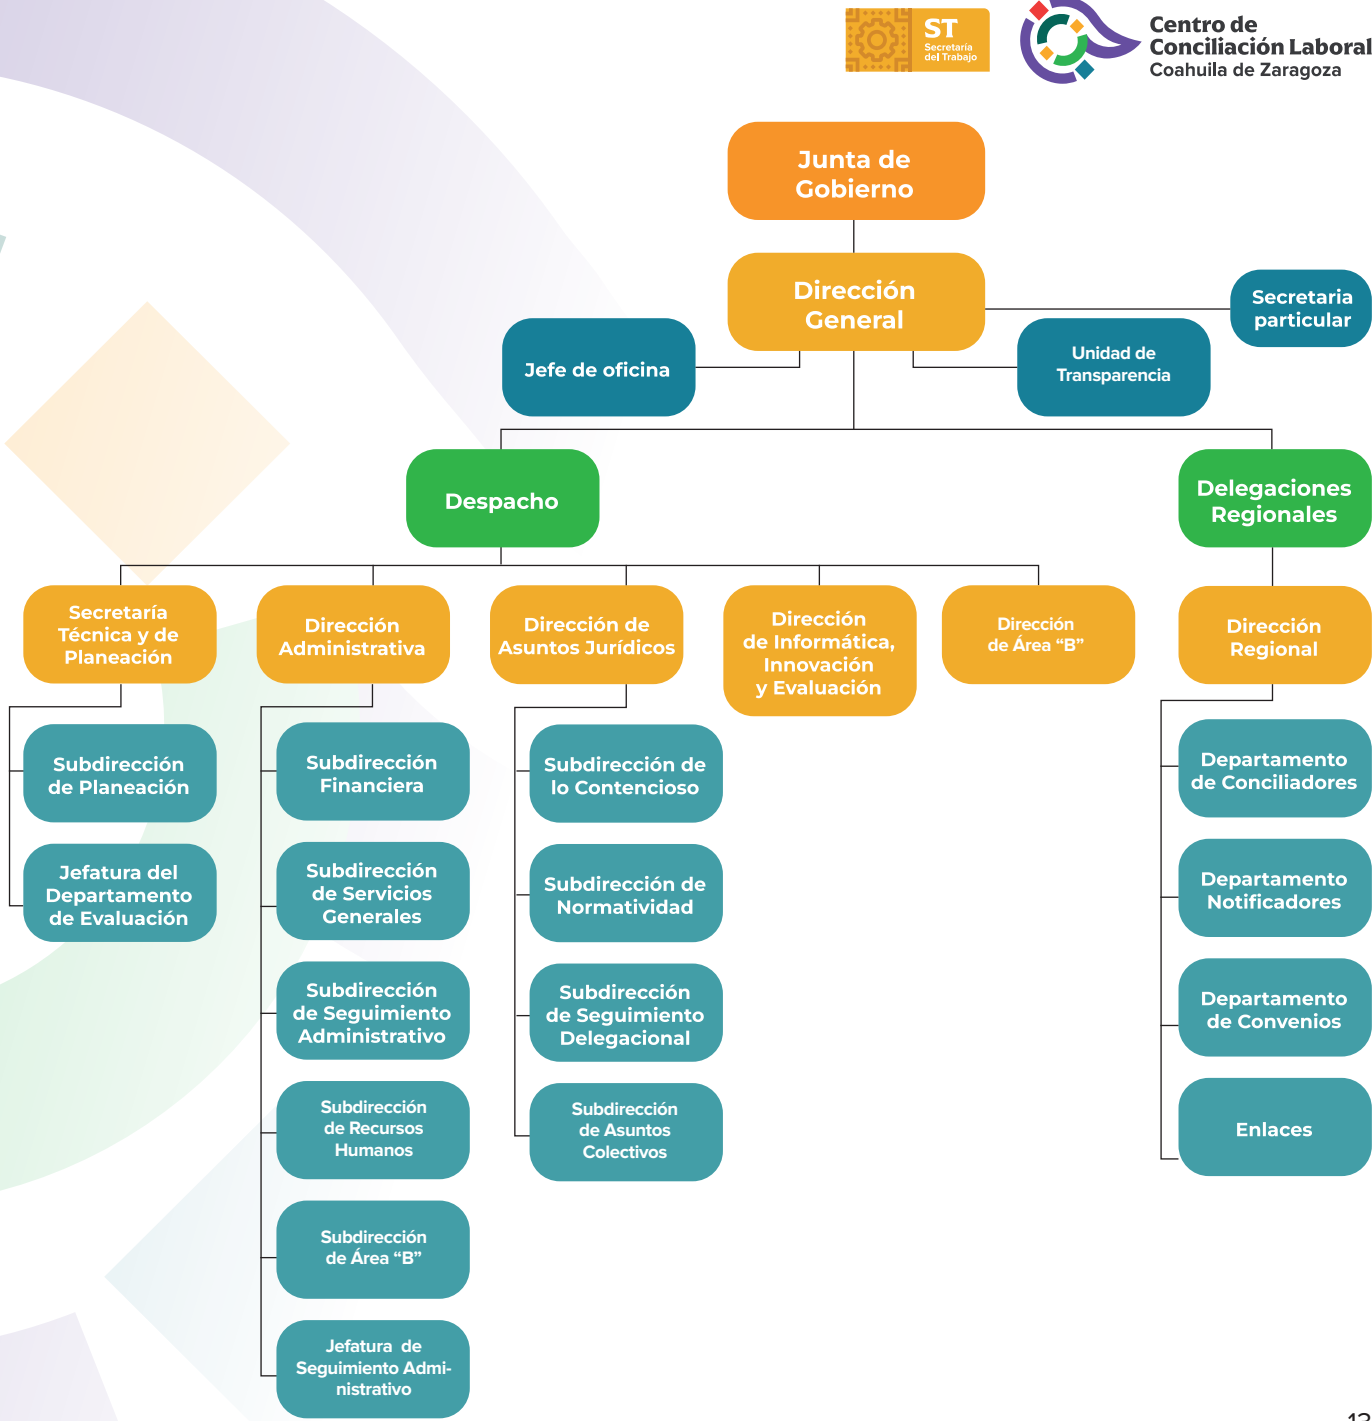 ST
Secretaría
del Trabajo
Centro de
Conciliación Laboral
Coahuila de Zaragoza
Junta de
Gobierno
Dirección
General
Secretaria
particular
Jefe de oficina
Unidad de
Transparencia
Despacho
Delegaciones
Regionales
Secretaría
Técnica y de
Planeación
Dirección
Administrativa
Dirección de
Asuntos Jurídicos
Dirección
de Informática,
Innovación
y Evaluación
Dirección
de Área “B”
Dirección
Regional
Subdirección
de Planeación
Jefatura del
Departamento
de Evaluación
Subdirección
Financiera
Subdirección
de Servicios
Generales
Subdirección
de Seguimiento
Administrativo
Subdirección
de Recursos
Humanos
Subdirección
de Área “B”
Jefatura  de
Seguimiento Admi-
nistrativo
Subdirección de
lo Contencioso
Subdirección de
Normatividad
Subdirección
de Seguimiento
Delegacional
Subdirección
de Asuntos
Colectivos
Departamento
de Conciliadores
Departamento
Notificadores
Departamento
de Convenios
Enlaces